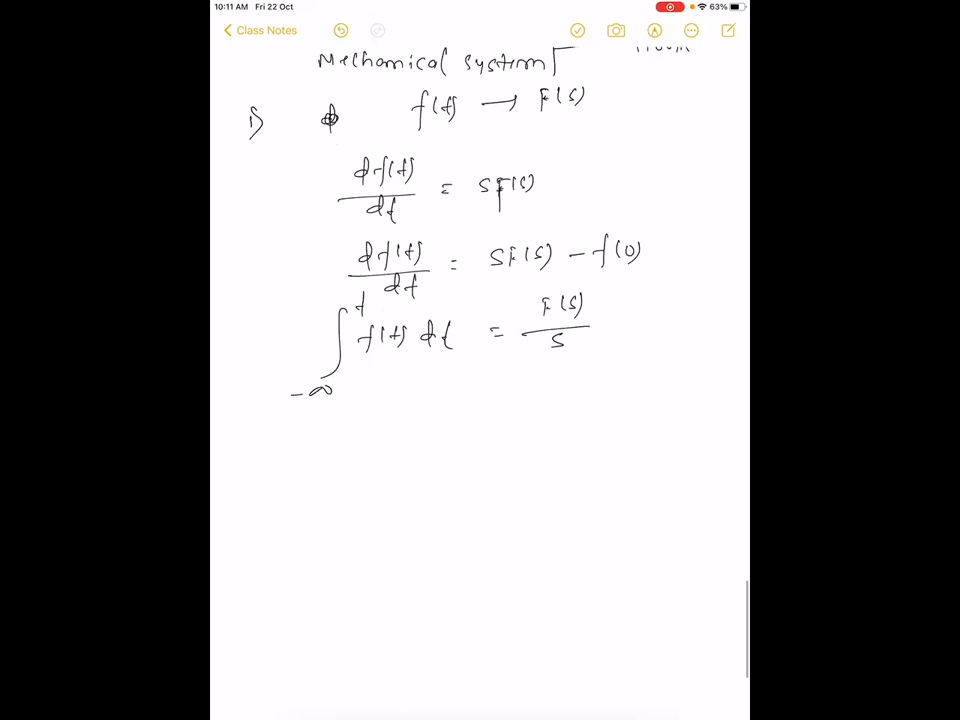 10:11 AM Fri 22 Oct 63%
Class Notes
Mechanical system
1) f(t) → F(s)
df(t)/dt = sF(s)
df(t)/dt = sF(s) - f(0)
∫_{-∞}^{t} f(t) dt = F(s)/s